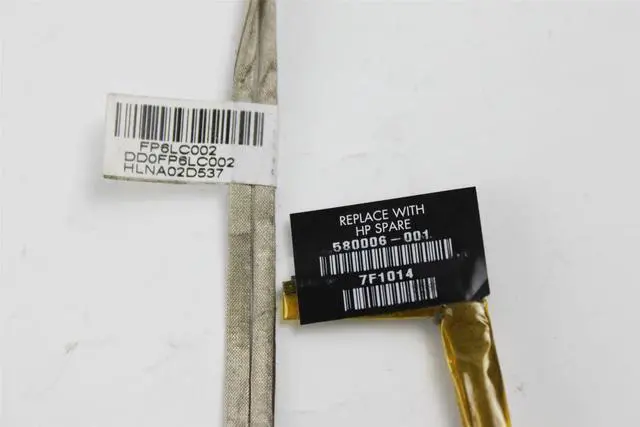 FP6LC002
DD0FP6LC002
HLNA02D537
REPLACE WITH
HP SPARE
580006-001
7F1014